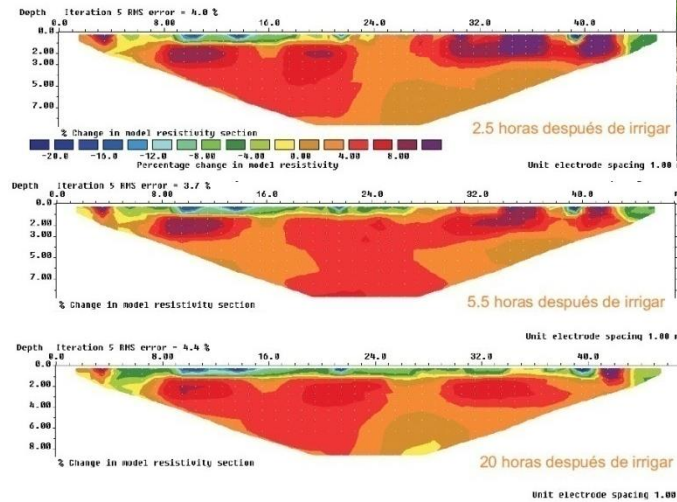 Depth Iteration 5 RMS error = 4.0 %
0.0 8.00 16.0 24.0 32.0 40.0
0.0
2.00
3.00
5.00
7.00
2.5 horas después de irrigar
% Change in model resistivity section
-20.0 -16.0 -12.0 -8.00 -4.00 0.00 4.00 8.00
Percentage change in model resistivity
Unit electrode spacing 1.00 m
Depth Iteration 5 RMS error = 3.7 %
0.0 8.00 16.0 24.0 32.0 40.0 m
0.0
2.00
3.00
5.00
7.00
5.5 horas después de irrigar
% Change in model resistivity section
Unit electrode spacing 1.00 m
Depth Iteration 5 RMS error = 4.4 %
0.0 8.00 16.0 24.0 32.0 40.0
0.0
2.00
4.00
6.00
8.00
20 horas después de irrigar
% Change in model resistivity section
Unit electrode spacing 1.00